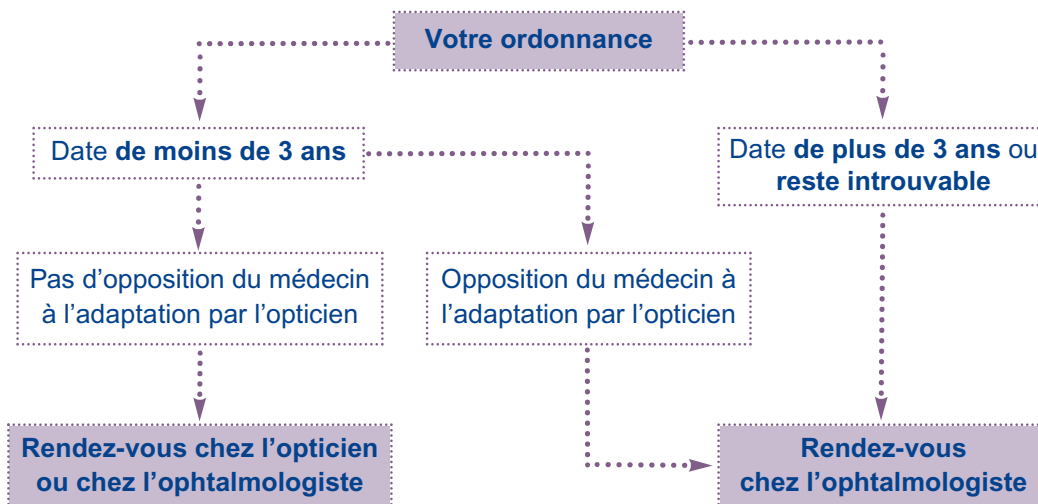 Votre ordonnance
Date de moins de 3 ans
Date de plus de 3 ans ou
reste introuvable
Pas d’opposition du médecin
à l’adaptation par l’opticien
Opposition du médecin à
l’adaptation par l’opticien
Rendez-vous chez l’opticien
ou chez l’ophtalmologiste
Rendez-vous
chez l’ophtalmologiste